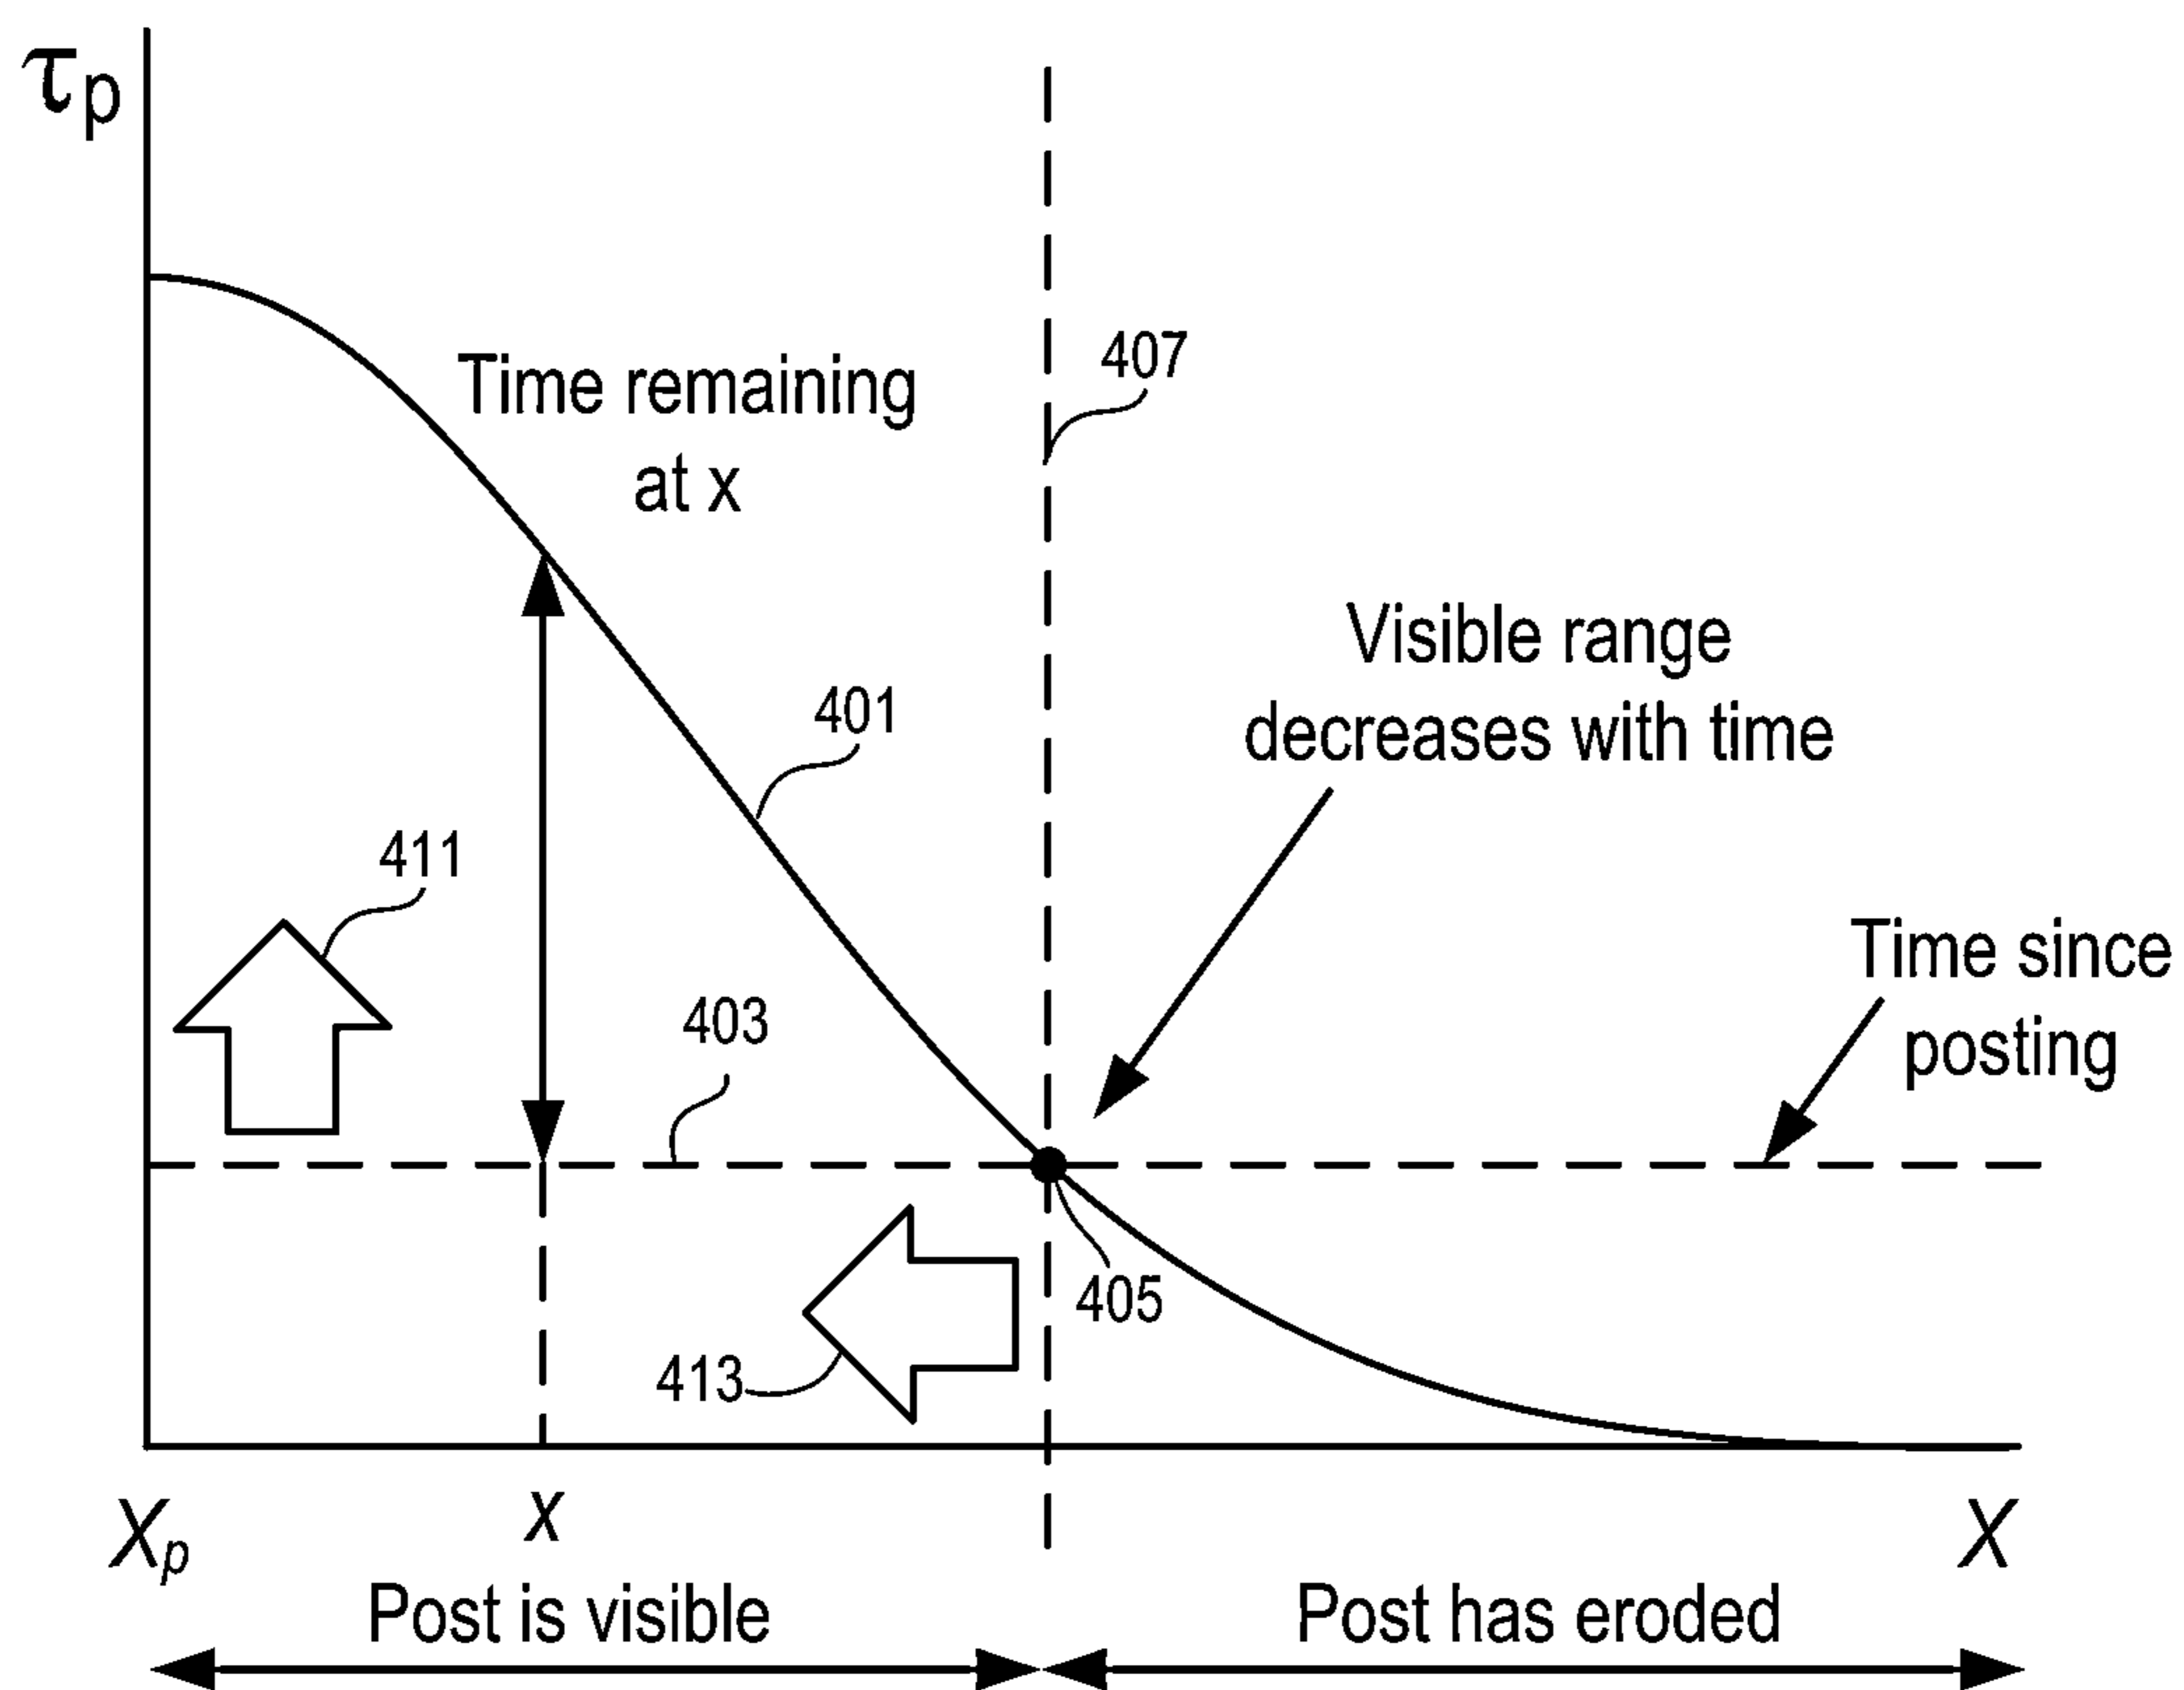 τp
407
Time remaining
at x
Visible range
decreases with time
401
411
Time since
posting
403
405
413
Xp
x
X
Post is visible
Post has eroded